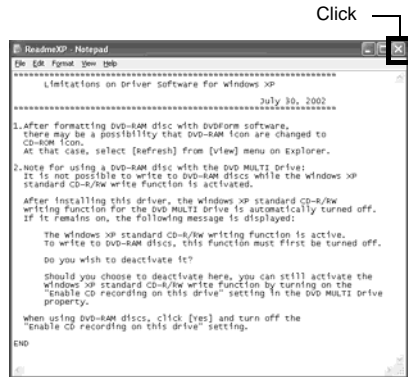 Click
ReadmeXP - Notepad
File Edit Format View Help
==================================================
Limitations on Driver Software for Windows XP
July 30, 2002
==================================================
1.After formatting DVD-RAM disc with DVDForm software,
there may be a possibility that DVD-RAM icon are changed to
CD-ROM icon.
At that case, select [Refresh] from [View] menu on Explorer.
2.Note for using a DVD-RAM disc with the DVD MULTI Drive:
It is not possible to write to DVD-RAM discs while the Windows XP
standard CD-R/RW write function is activated.
After installing this driver, the Windows XP standard CD-R/RW
writing function for the DVD MULTI Drive is automatically turned off.
If it remains on, the following message is displayed:
The Windows XP standard CD-R/RW writing function is active.
To write to DVD-RAM discs, this function must first be turned off.
Do you wish to deactivate it?
Should you choose to deactivate here, you can still activate the
Windows XP standard CD-R/RW write function by turning on the
"Enable CD recording on this drive" setting in the DVD MULTI Drive
property.
When using DVD-RAM discs, click [Yes] and turn off the
"Enable CD recording on this drive" setting.
END